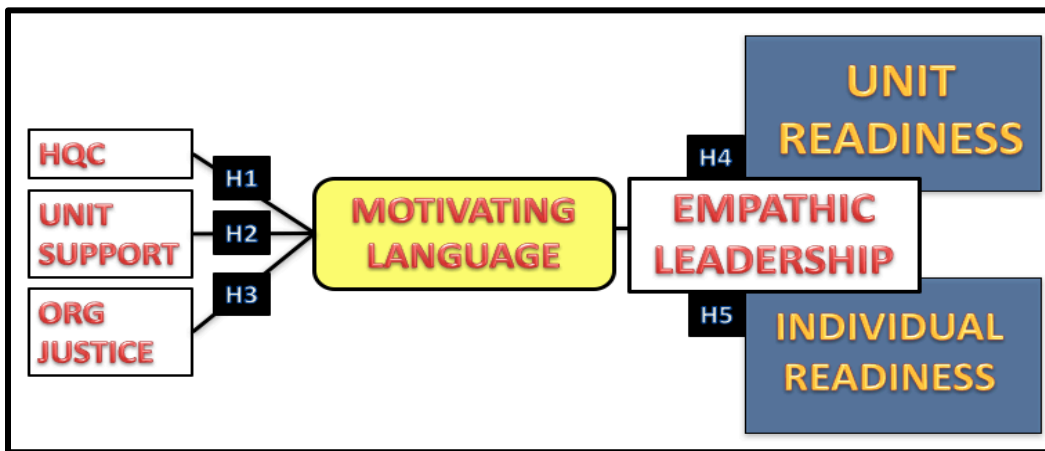 HQC
UNIT
SUPPORT
ORG
JUSTICE
H1
H2
H3
MOTIVATING
LANGUAGE
H4
EMPATHIC
LEADERSHIP
H5
UNIT
READINESS
INDIVIDUAL
READINESS